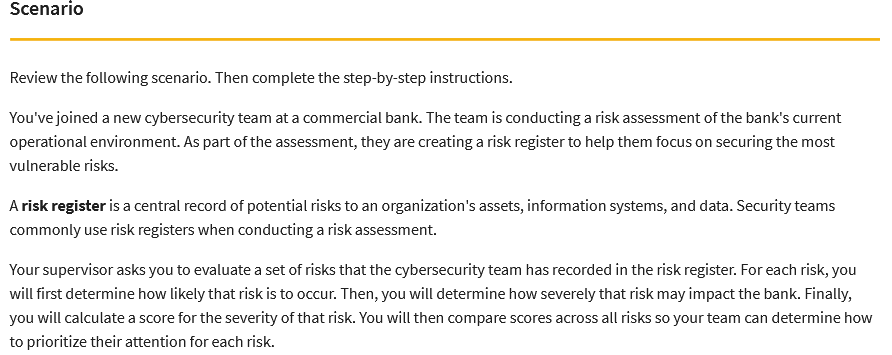 Scenario
Review the following scenario. Then complete the step-by-step instructions.
You've joined a new cybersecurity team at a commercial bank. The team is conducting a risk assessment of the bank's current
operational environment. As part of the assessment, they are creating a risk register to help them focus on securing the most
vulnerable risks.
A risk register is a central record of potential risks to an organization's assets, information systems, and data. Security teams
commonly use risk registers when conducting a risk assessment.
Your supervisor asks you to evaluate a set of risks that the cybersecurity team has recorded in the risk register. For each risk, you
will first determine how likely that risk is to occur. Then, you will determine how severely that risk may impact the bank. Finally,
you will calculate a score for the severity of that risk. You will then compare scores across all risks so your team can determine how
to prioritize their attention for each risk.